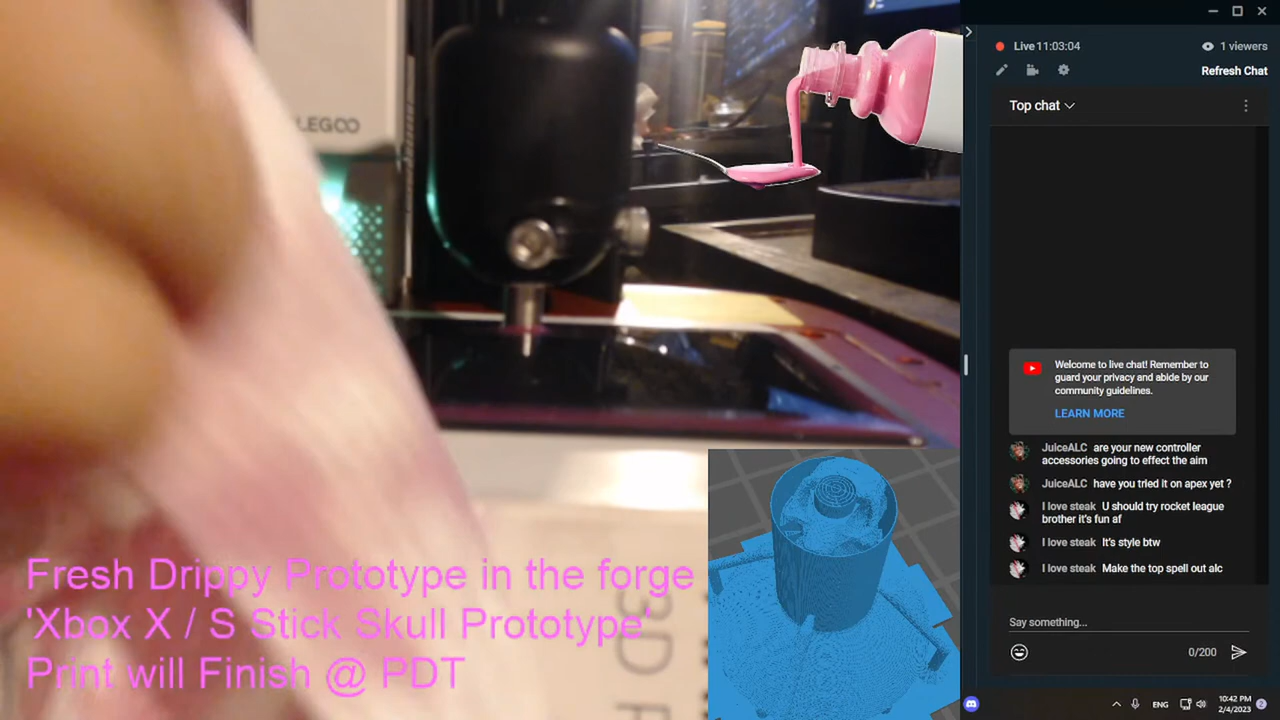 LEGOO
3D
Fresh Drippy Prototype in the forge
'Xbox X / S Stick Skull Prototype'
Print will Finish @ PDT
Live 11:03:04
1 viewers
Refresh Chat
Top chat
Welcome to live chat! Remember to
guard your privacy and abide by our
community guidelines.
LEARN MORE
JuiceALC are your new controller
accessories going to effect the aim
JuiceALC have you tried it on apex yet ?
I love steak U should try rocket league
brother it's fun af
I love steak It's style btw
I love steak Make the top spell out alc
Say something...
0/200
ENG
10:42 PM
2/4/2023
2